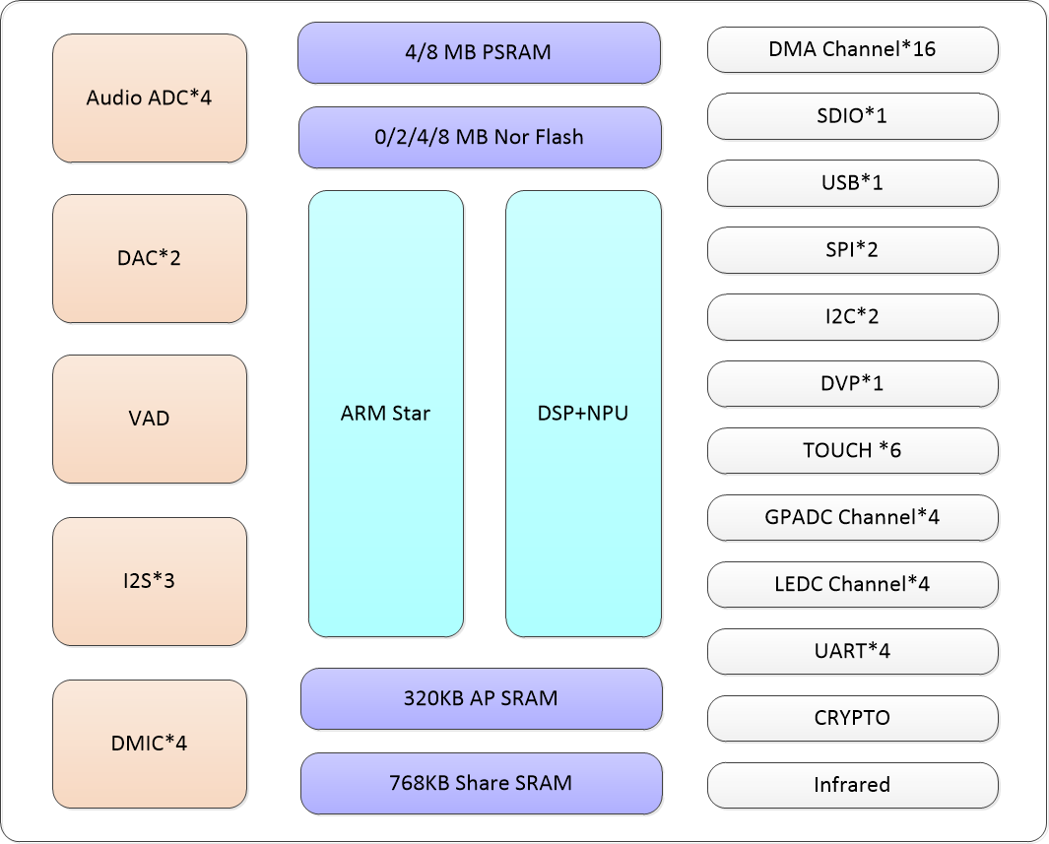 Audio ADC*4
DAC*2
VAD
I2S*3
DMIC*4
4/8 MB PSRAM
0/2/4/8 MB Nor Flash
ARM Star
DSP+NPU
320KB AP SRAM
768KB Share SRAM
DMA Channel*16
SDIO*1
USB*1
SPI*2
I2C*2
DVP*1
TOUCH *6
GPADC Channel*4
LEDC Channel*4
UART*4
CRYPTO
Infrared